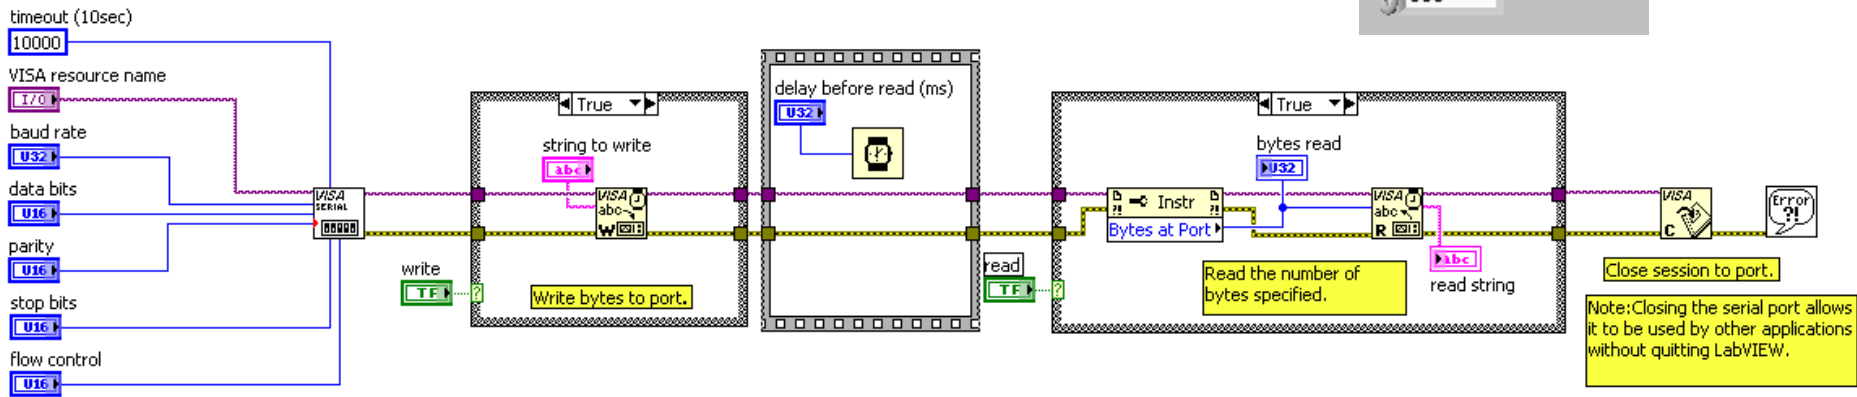 timeout (10sec)
10000
VISA resource name
I/O
baud rate
U32
data bits
U16
parity
U16
stop bits
U16
flow control
U16
VISA
SERIAL
write
TF
?
True
string to write
abc
VISA
abc
W
Write bytes to port.
delay before read (ms)
U32
read
TF
?
True
Instr
?!
?!
Bytes at Port
bytes read
U32
VISA
abc
R
abc
read string
Read the number of
bytes specified.
VISA
C
Error
?!
Close session to port.
Note:Closing the serial port allows
it to be used by other applications
without quitting LabVIEW.